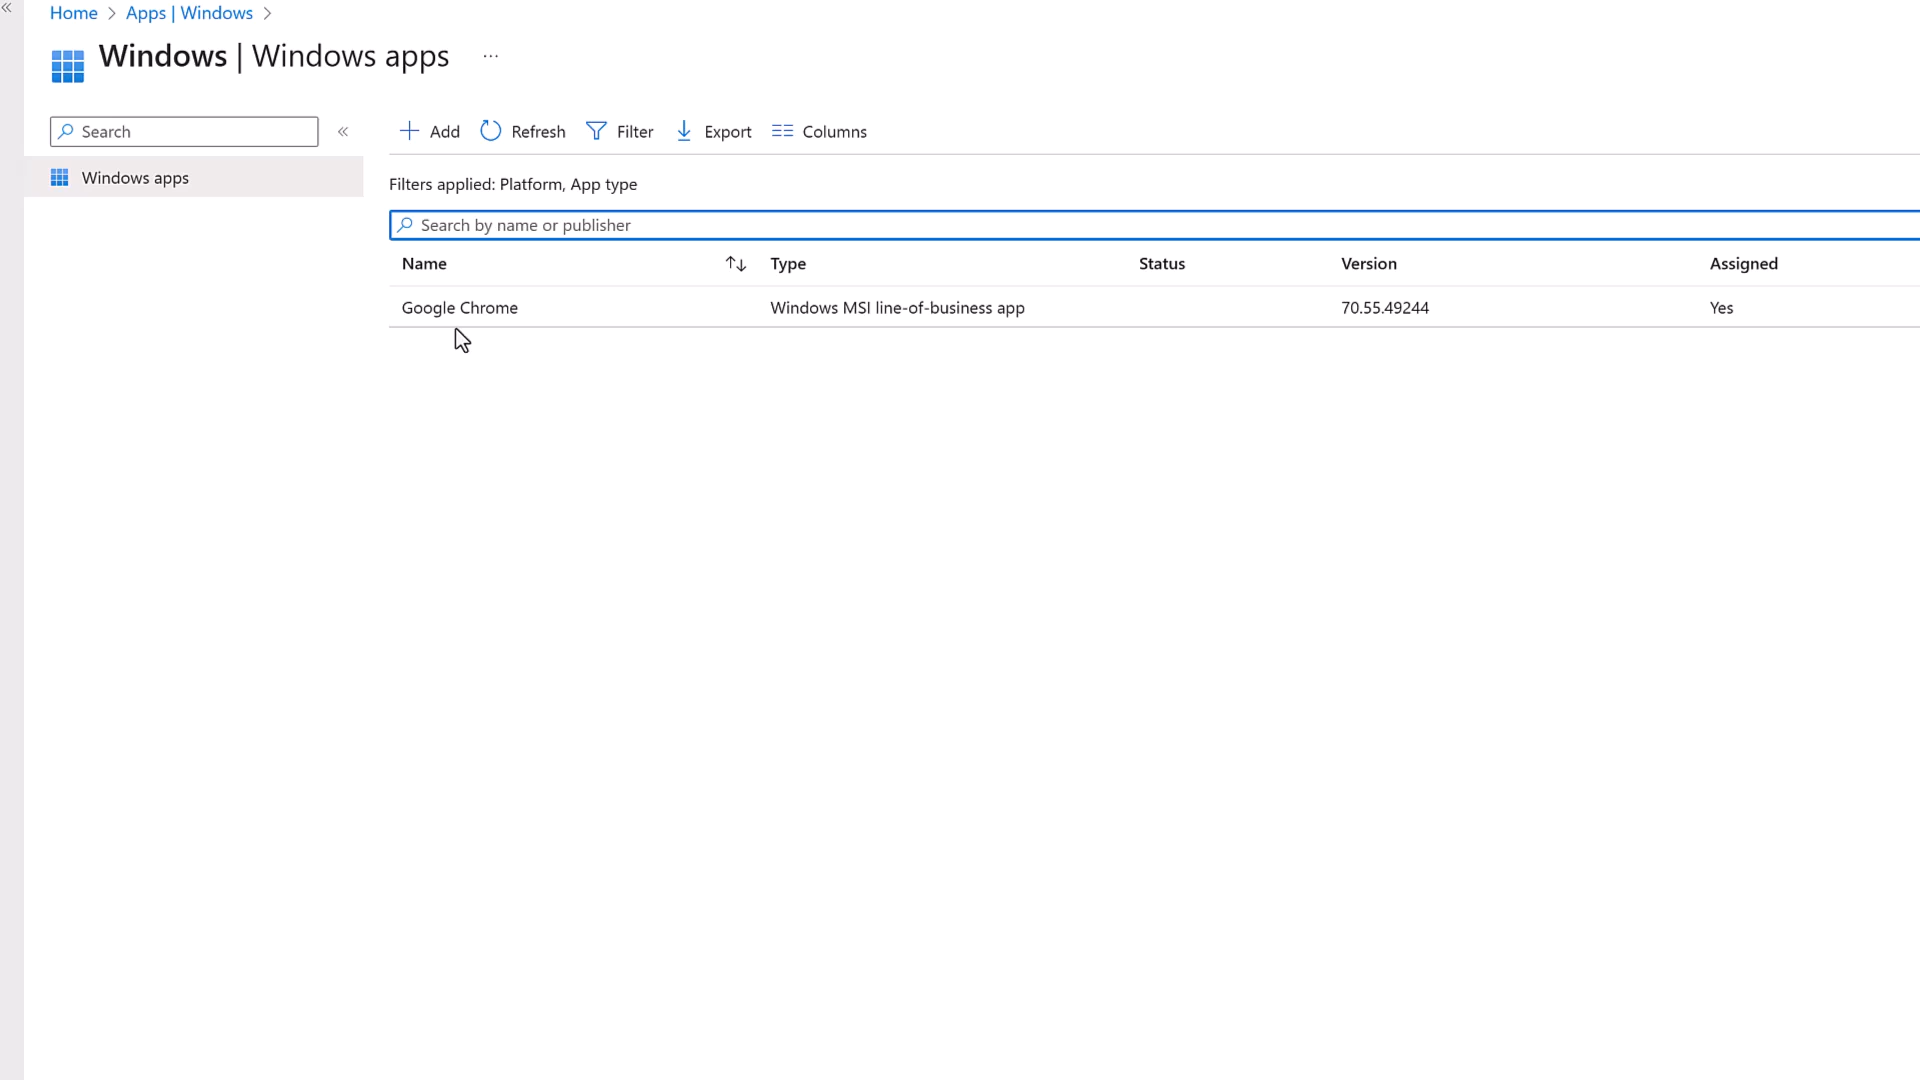 Home > Apps | Windows >
Windows | Windows apps ...
Search
Windows apps
Add Refresh Filter Export Columns
Filters applied: Platform, App type
Search by name or publisher
Name Type Status Version Assigned
Google Chrome Windows MSI line-of-business app 70.55.49244 Yes